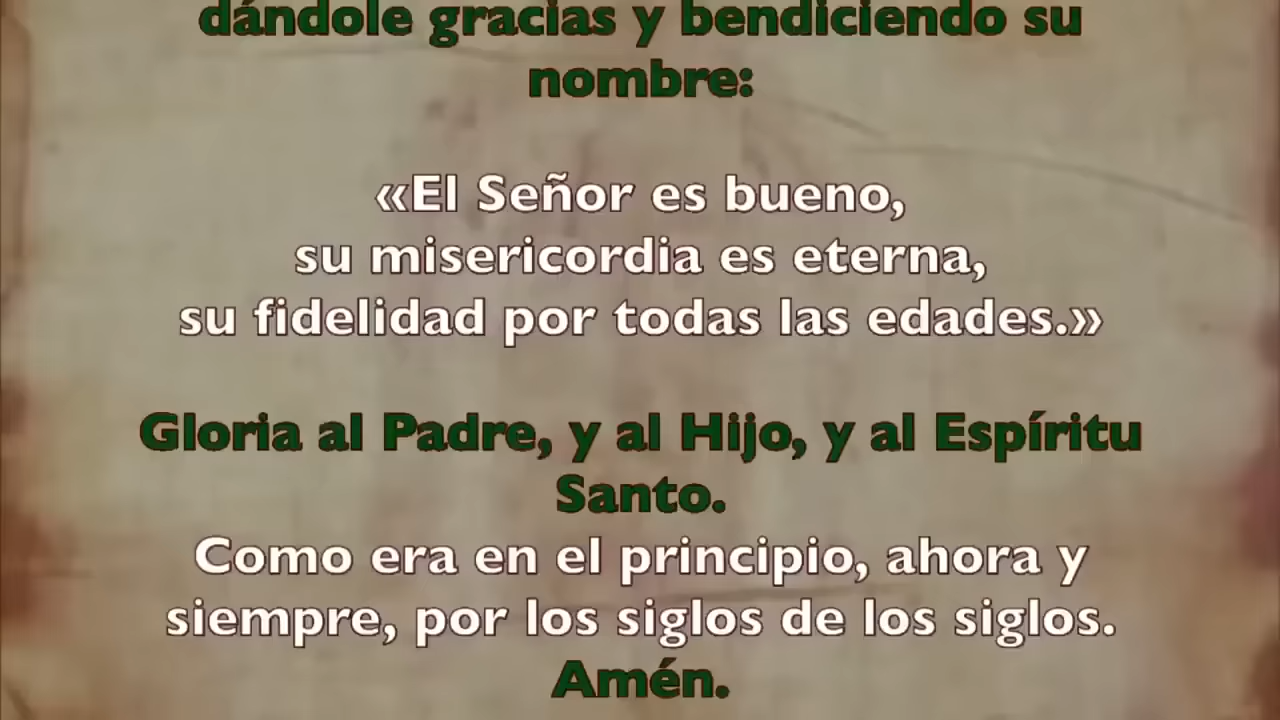 dándole gracias y bendiciendo su
nombre:
«El Señor es bueno,
su misericordia es eterna,
su fidelidad por todas las edades.»
Gloria al Padre, y al Hijo, y al Espíritu
Santo.
Como era en el principio, ahora y
siempre, por los siglos de los siglos.
Amén.